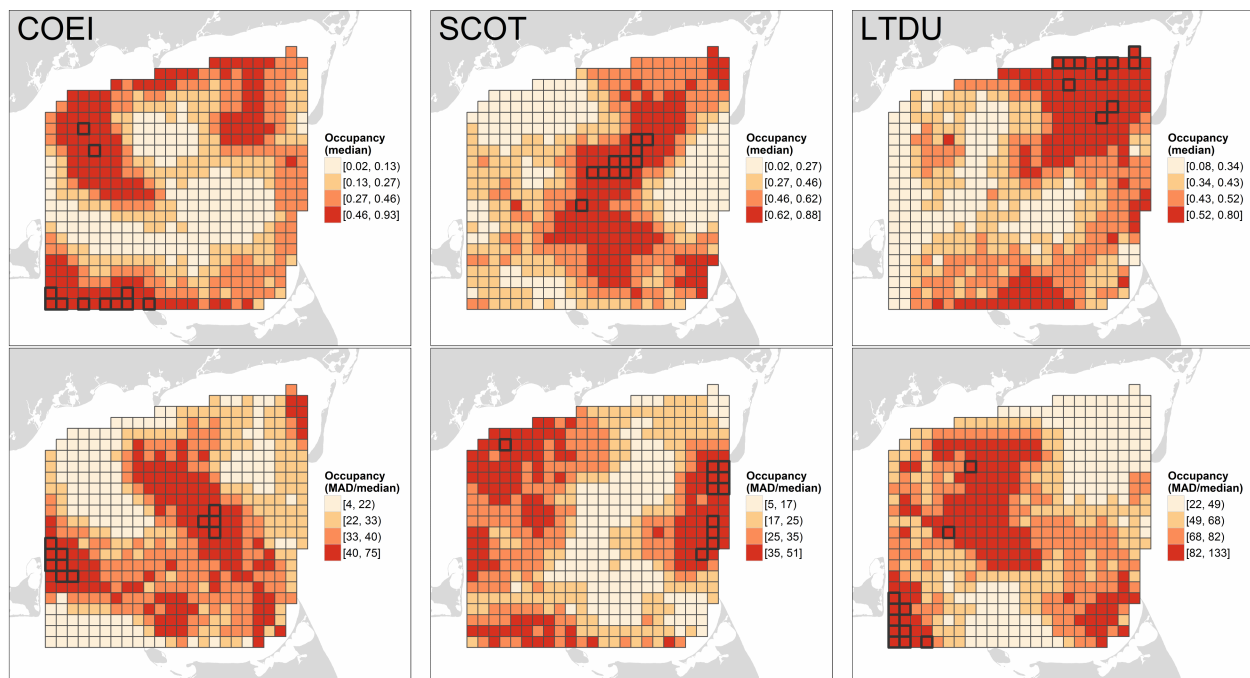 COEI
SCOT
LTDU
Occupancy
(median)
[0.02, 0.13)
[0.13, 0.27)
[0.27, 0.46)
[0.46, 0.93)
Occupancy
(median)
[0.02, 0.27)
[0.27, 0.46)
[0.46, 0.62)
[0.62, 0.88]
Occupancy
(median)
[0.08, 0.34)
[0.34, 0.43)
[0.43, 0.52)
[0.52, 0.80]
Occupancy
(MAD/median)
[4, 22)
[22, 33)
[33, 40)
[40, 75]
Occupancy
(MAD/median)
[5, 17)
[17, 25)
[25, 35)
[35, 51]
Occupancy
(MAD/median)
[22, 49)
[49, 68)
[68, 82)
[82, 133]